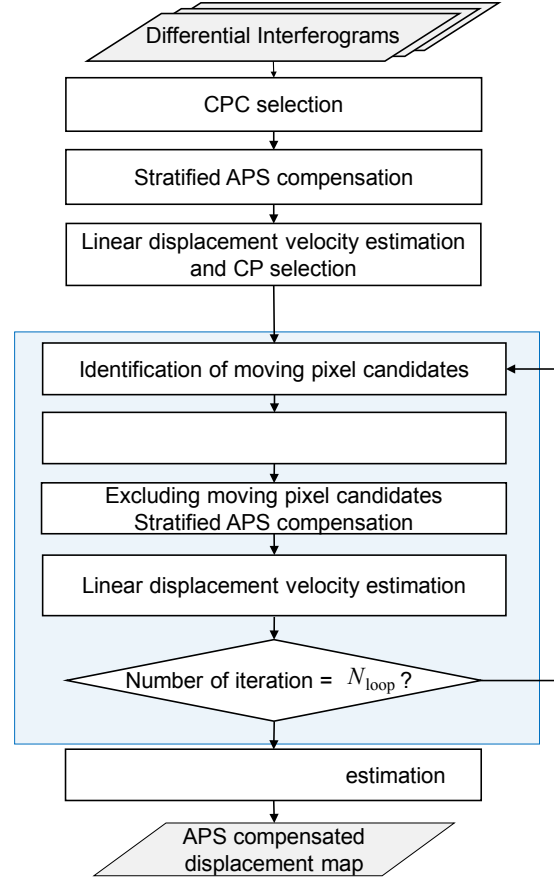 Differential Interferograms
CPC selection
Stratified APS compensation
Linear displacement velocity estimation
and CP selection
Identification of moving pixel candidates
Excluding moving pixel candidates
Stratified APS compensation
Linear displacement velocity estimation
Number of iteration = N_loop ?
estimation
APS compensated
displacement map